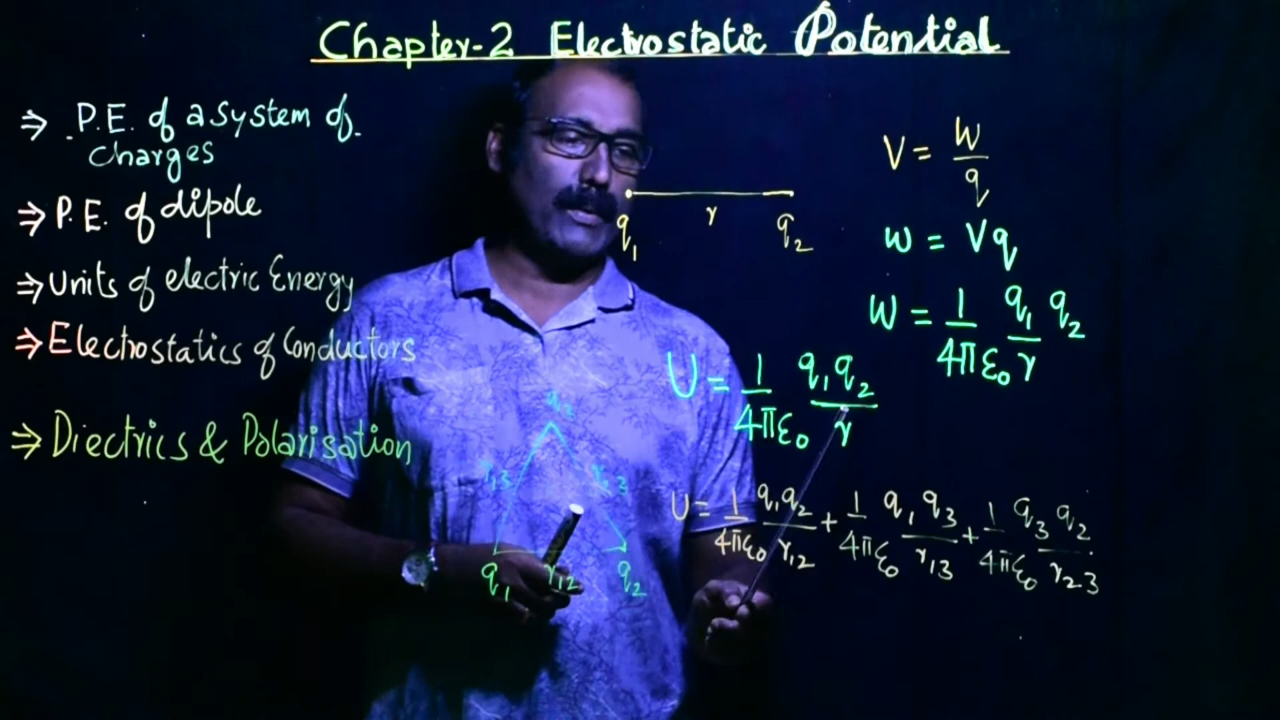 Chapter-2 Electrostatic Potential
⇒ P.E. of a System of
charges
⇒ P.E. of dipole
⇒ Units of electric Energy
⇒ Electrostatics of Conductors
⇒ Diectrics & Polarisation
q₁ r q₂
V = W/q
W = Vq
W = 1/4πε₀ q₁/r q₂
U = 1/4πε₀ q₁q₂/r
r₁₃
q₁ r₁₂ q₂
U = 1/4πε₀ q₁q₂/r₁₂ + 1/4πε₀ q₁q₃/r₁₃ + 1/4πε₀ q₃q₂/r₂₃